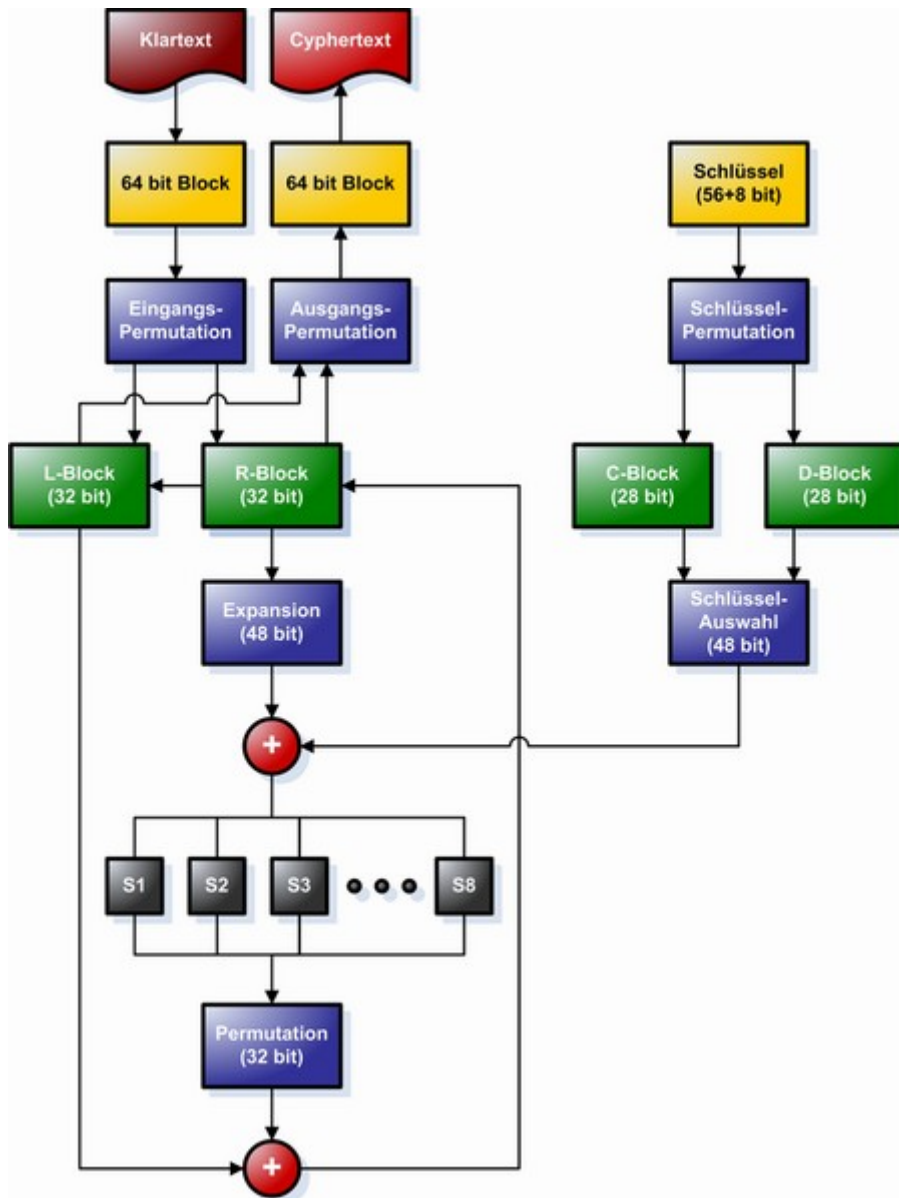 Klartext
Cyphertext
64 bit Block
64 bit Block
Schlüssel
(56+8 bit)
Eingangs-
Permutation
Ausgangs-
Permutation
Schlüssel-
Permutation
L-Block
(32 bit)
R-Block
(32 bit)
C-Block
(28 bit)
D-Block
(28 bit)
Expansion
(48 bit)
Schlüssel-
Auswahl
(48 bit)
+
S1
S2
S3
S8
Permutation
(32 bit)
+